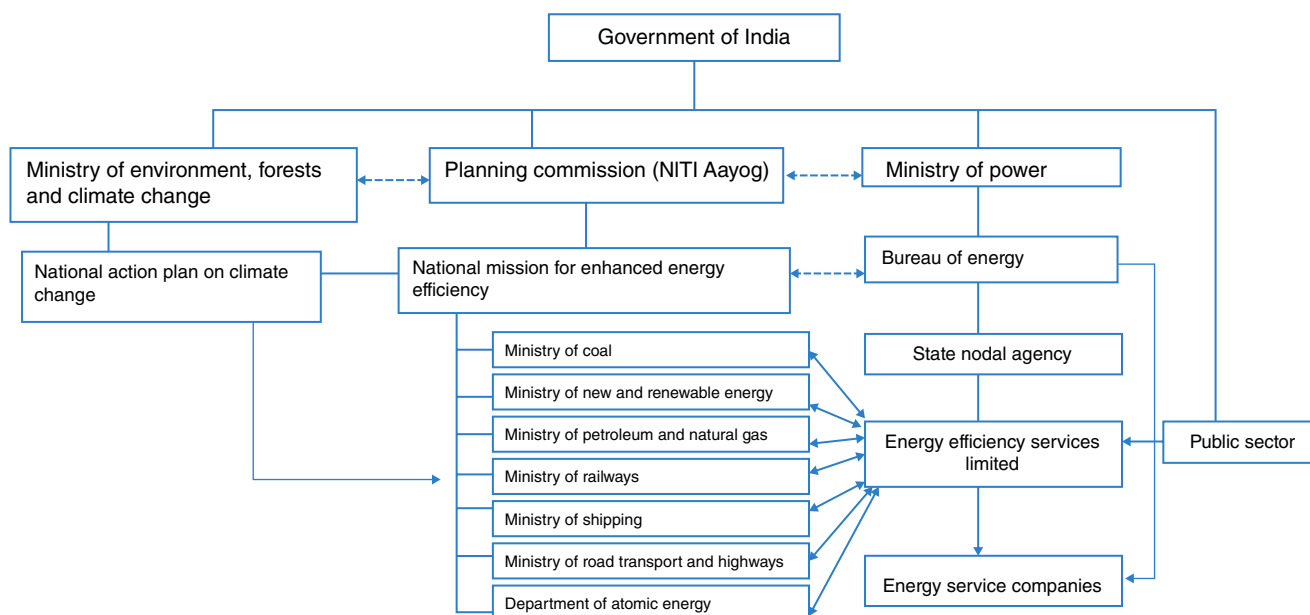 Government of India
Ministry of environment, forests
and climate change
Planning commission (NITI Aayog)
Ministry of power
National action plan on climate
change
National mission for enhanced energy
efficiency
Bureau of energy
Ministry of coal
State nodal agency
Ministry of new and renewable energy
Ministry of petroleum and natural gas
Energy efficiency services
limited
Public sector
Ministry of railways
Ministry of shipping
Ministry of road transport and highways
Energy service companies
Department of atomic energy